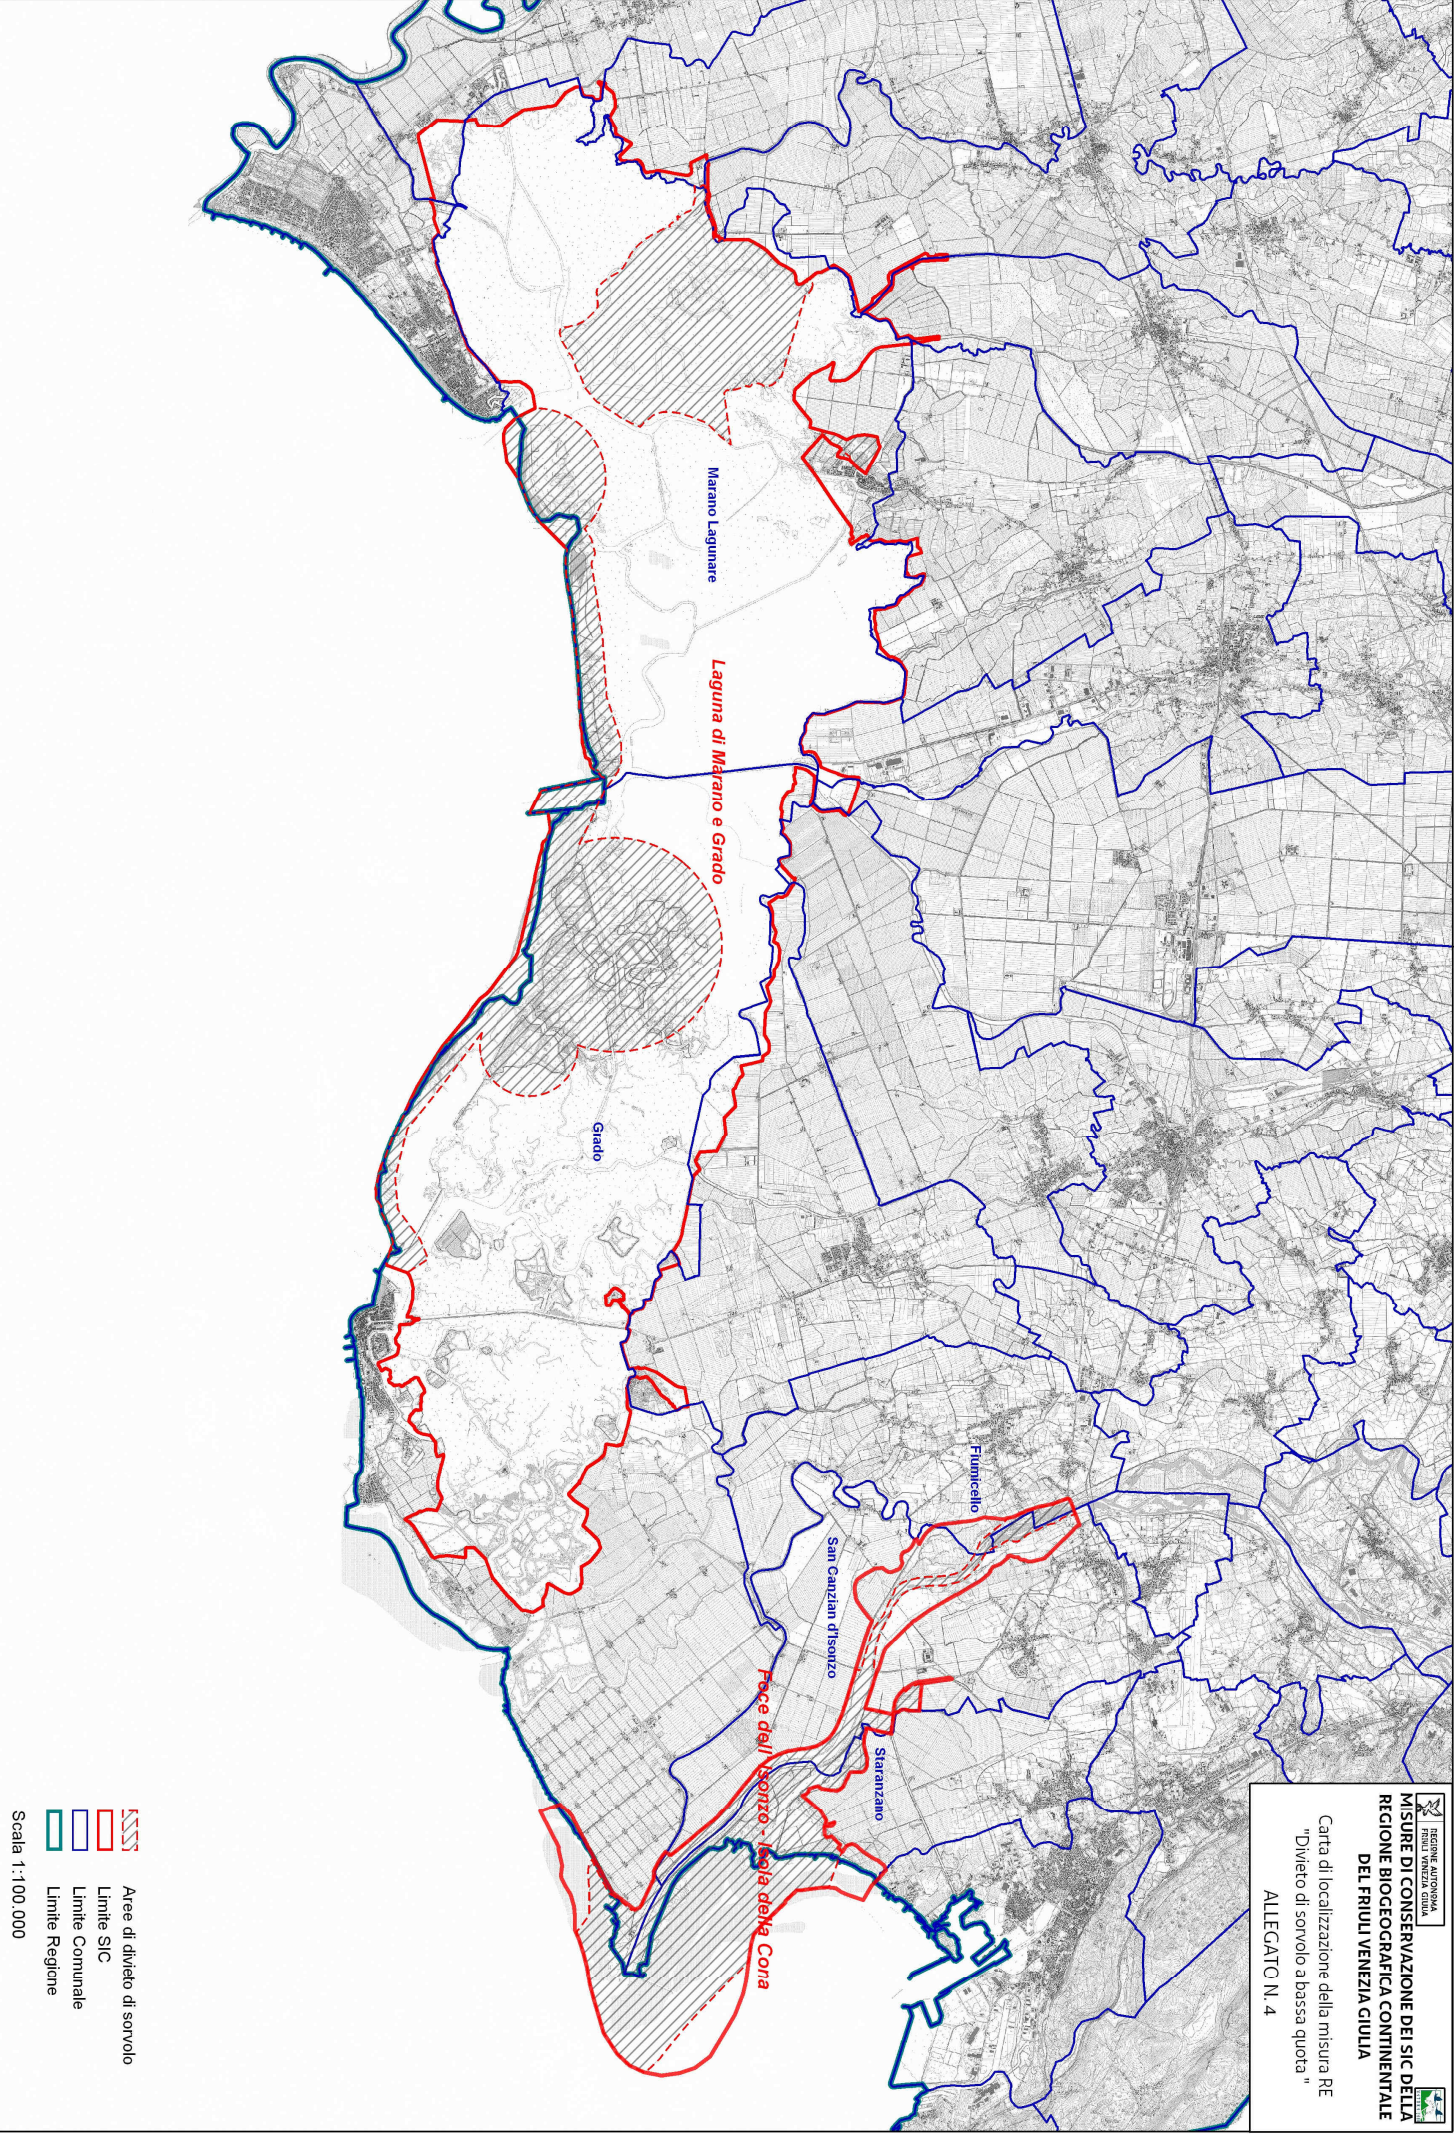 REGIONE AUTONOMA
FRIULI VENEZIA GIULIA
MISURE DI CONSERVAZIONE DEI SIC DELLA
REGIONE BIOGEOGRAFICA CONTINENTALE
DEL FRIULI VENEZIA GIULIA
Carta di localizzazione della misura RE
"Divieto di sorvolo a bassa quota"
ALLEGATO N. 4
Marano Lagunare
Laguna di Marano e Grado
Grado
Fiumicello
San Canzian d'Isonzo
Staranzano
Foce dell'Isonzo - Isola della Cona
Aree di divieto di sorvolo
Limite SIC
Limite Comunale
Limite Regione
Scala 1:100.000